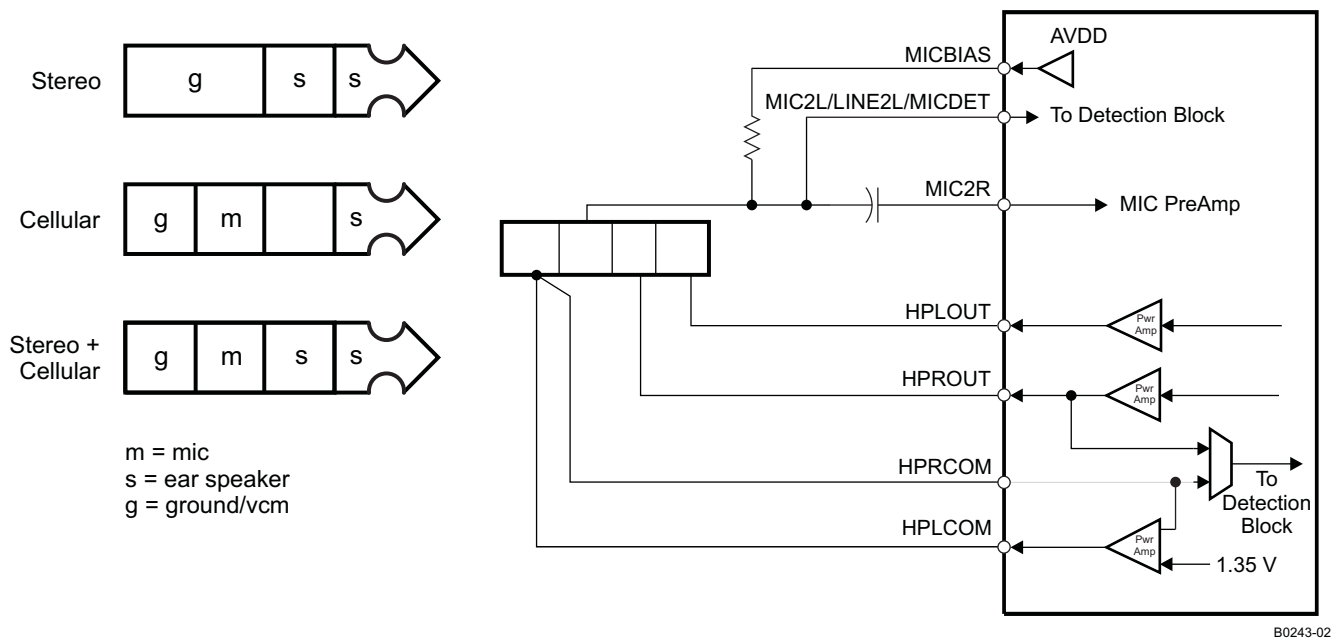 Stereo
g
s
s
Cellular
g
m
s
Stereo +
Cellular
g
m
s
s
m = mic
s = ear speaker
g = ground/vcm
MICBIAS
AVDD
MIC2L/LINE2L/MICDET
To Detection Block
MIC2R
MIC PreAmp
HPLOUT
Pwr
Amp
HPROUT
Pwr
Amp
HPRCOM
To
Detection
Block
HPLCOM
Pwr
Amp
1.35 V
B0243-02